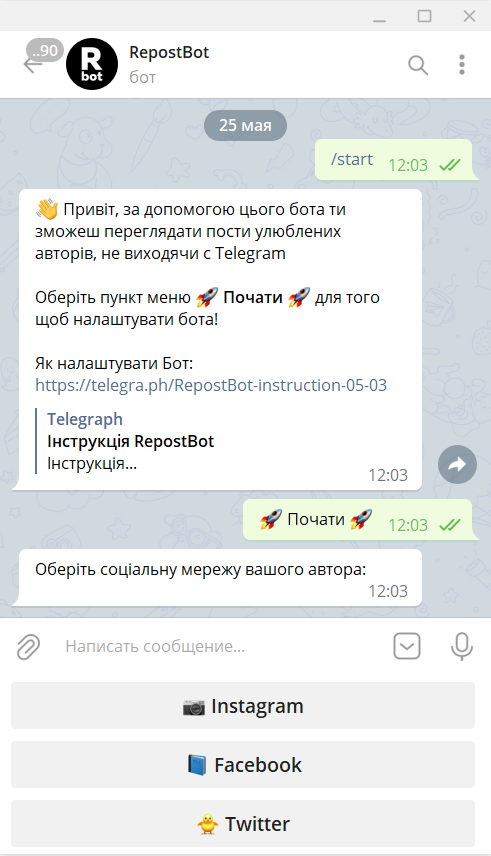 ..90
R
bot
RepostBot
бот
25 мая
/start 12:03
👋 Привіт, за допомогою цього бота ти
зможеш переглядати пости улюблених
авторів, не виходячи с Telegram
Оберіть пункт меню 🚀 Почати 🚀 для того
щоб налаштувати бота!
Як налаштувати Бот:
https://telegra.ph/RepostBot-instruction-05-03
Telegraph
Інструкція RepostBot
Інструкція...
12:03
🚀 Почати 🚀 12:03
Оберіть соціальну мережу вашого автора:
12:03
Написать сообщение...
📷 Instagram
📘 Facebook
🐥 Twitter